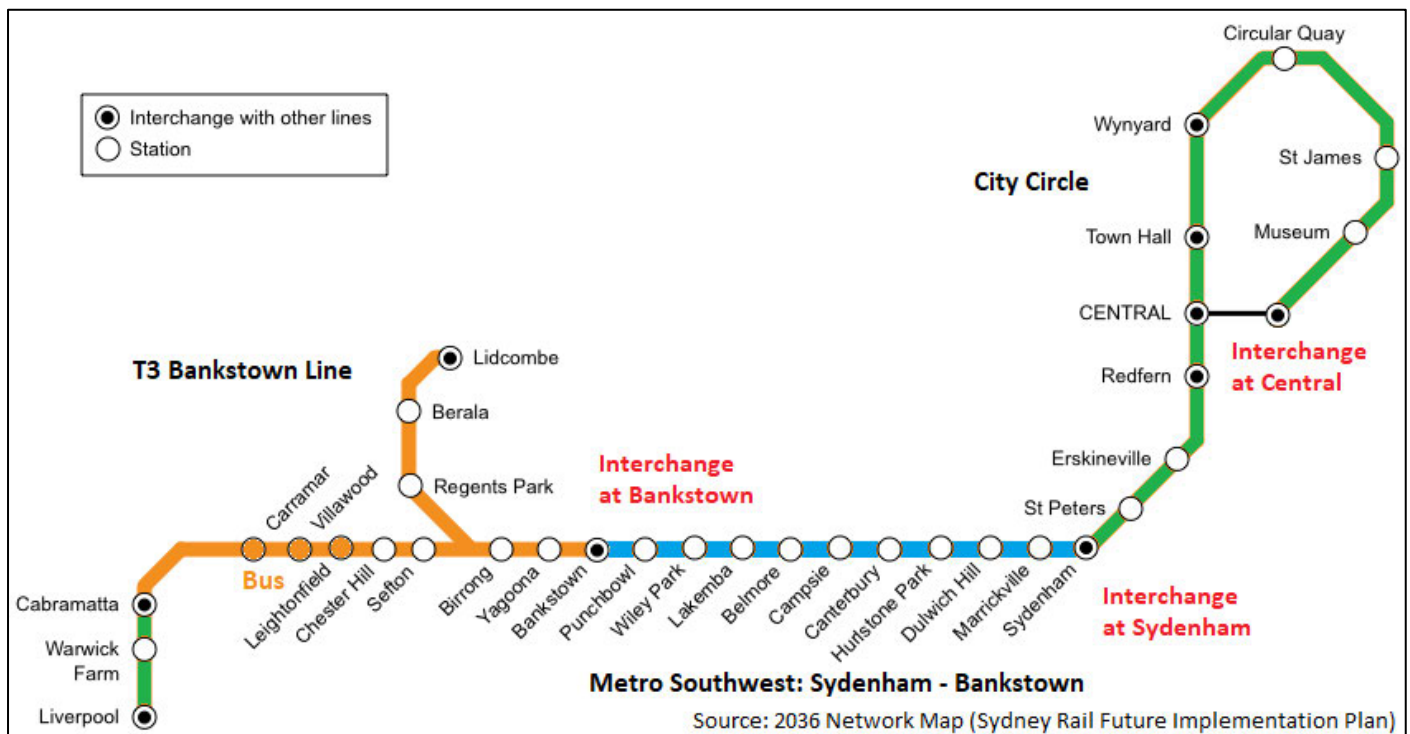 Circular Quay
Interchange with other lines
Station
Wynyard
St James
City Circle
Museum
Town Hall
CENTRAL
Interchange
at Central
T3 Bankstown Line
Lidcombe
Redfern
Berala
Interchange
at Bankstown
Erskineville
Regents Park
St Peters
Carramar
Villawood
Bus
Leightonfield
Chester Hill
Sefton
Birrong
Yagoona
Bankstown
Punchbowl
Wiley Park
Lakemba
Belmore
Campsie
Canterbury
Hurlstone Park
Dulwich Hill
Marrickville
Sydenham
Interchange
at Sydenham
Cabramatta
Warwick
Farm
Liverpool
Metro Southwest: Sydenham - Bankstown
Source: 2036 Network Map (Sydney Rail Future Implementation Plan)